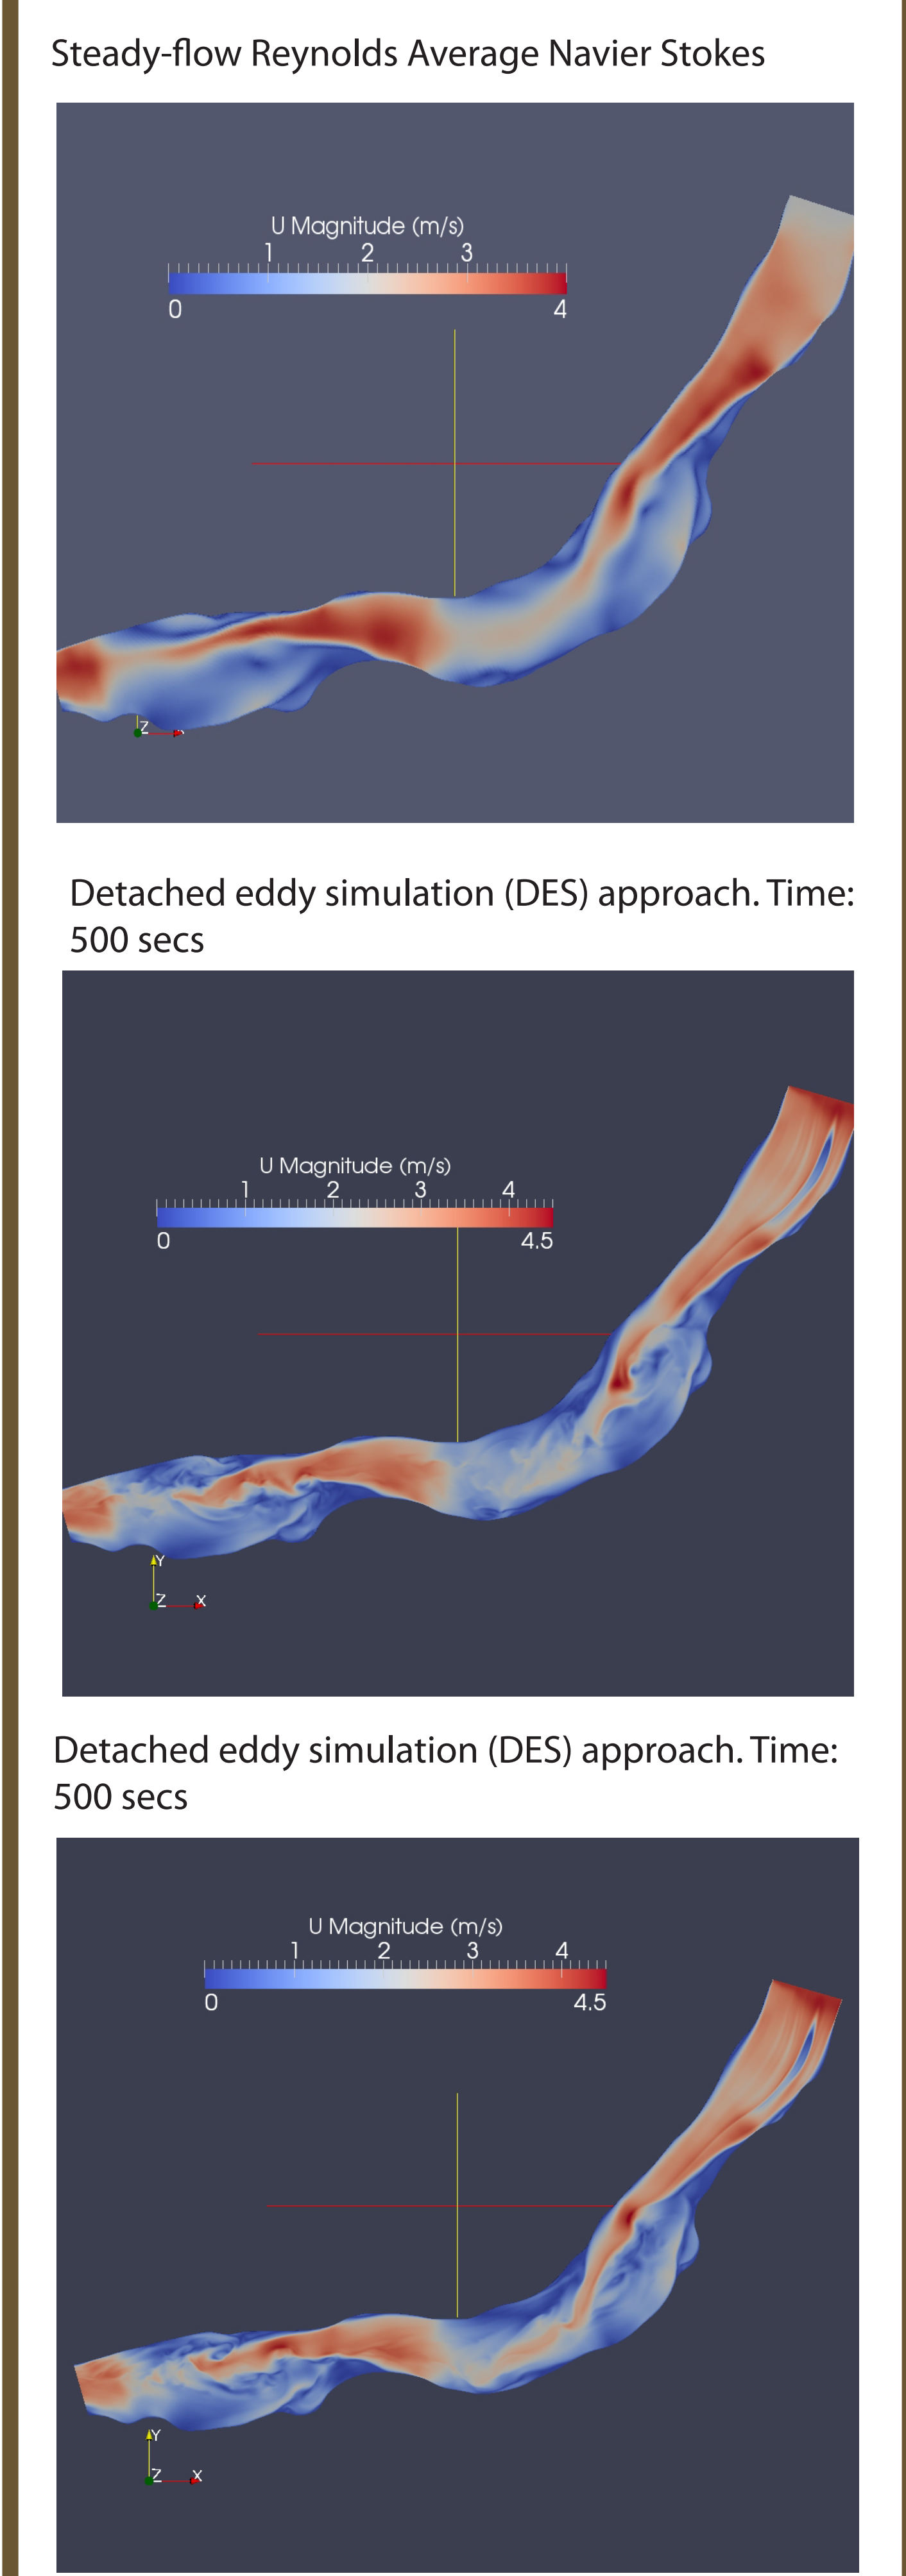 Steady-flow Reynolds Average Navier Stokes
U Magnitude (m/s)
1 2 3
0 4
Z
Detached eddy simulation (DES) approach. Time:
500 secs
U Magnitude (m/s)
1 2 3 4
0 4.5
Y
Z X
Detached eddy simulation (DES) approach. Time:
500 secs
U Magnitude (m/s)
1 2 3 4
0 4.5
Y
Z X